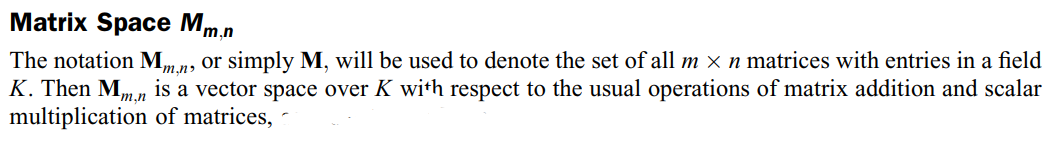 Matrix Space Mm,n
The notation Mm,n, or simply M, will be used to denote the set of all m × n matrices with entries in a field
K. Then Mm,n is a vector space over K with respect to the usual operations of matrix addition and scalar
multiplication of matrices,